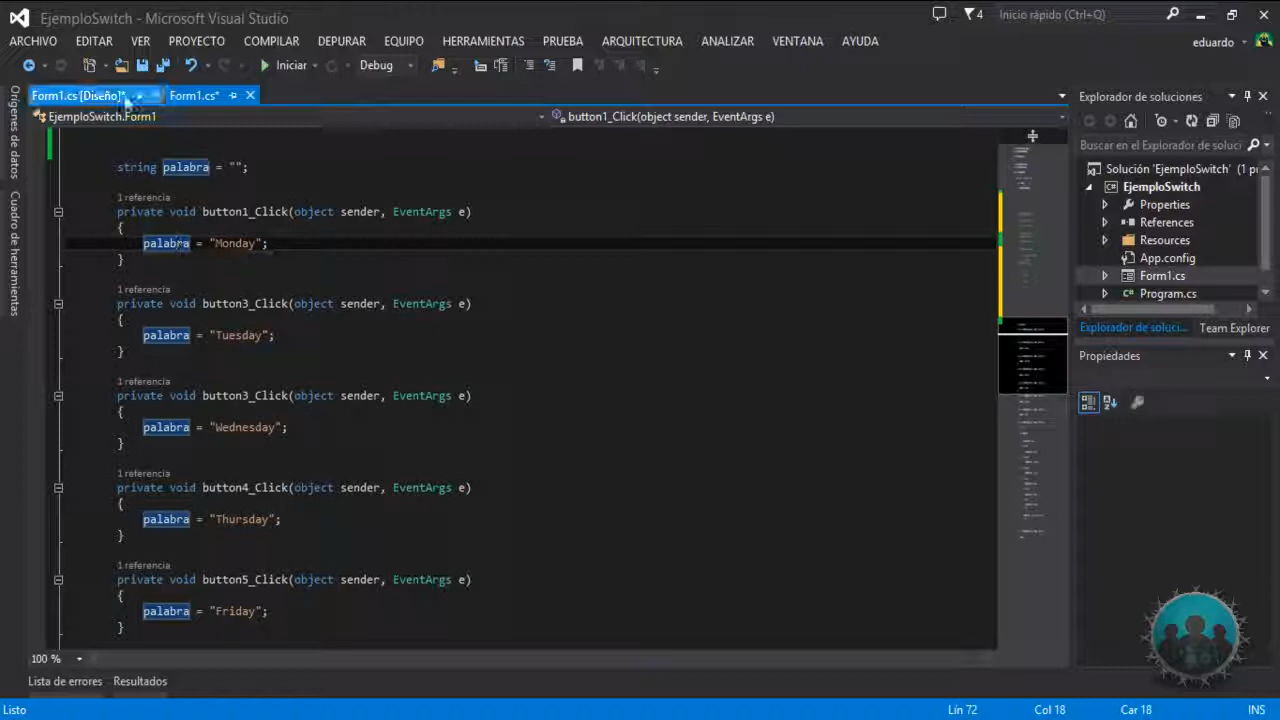 EjemploSwitch - Microsoft Visual Studio
4
Inicio rápido (Ctrl+Q)
ARCHIVO EDITAR VER PROYECTO COMPILAR DEPURAR EQUIPO HERRAMIENTAS PRUEBA ARQUITECTURA ANALIZAR VENTANA AYUDA
eduardo
Iniciar Debug
Form1.cs [Diseño]* Form1.cs*
EjemploSwitch.Form1 button1_Click(object sender, EventArgs e)
Orígenes de datos
Cuadro de herramientas
string palabra = "";
1 referencia
private void button1_Click(object sender, EventArgs e)
{
palabra = "Monday";
}
1 referencia
private void button3_Click(object sender, EventArgs e)
{
palabra = "Tuesday";
}
1 referencia
private void button3_Click(object sender, EventArgs e)
{
palabra = "Wednesday";
}
1 referencia
private void button4_Click(object sender, EventArgs e)
{
palabra = "Thursday";
}
1 referencia
private void button5_Click(object sender, EventArgs e)
{
palabra = "Friday";
}
100 %
Explorador de soluciones
Buscar en el Explorador de soluci
Solución 'EjemploSwitch' (1 p
EjemploSwitch
Properties
References
Resources
App.config
Form1.cs
Program.cs
Explorador de soluci... Team Explorer
Propiedades
Lista de errores Resultados
Listo Lín 72 Col 18 Car 18 INS